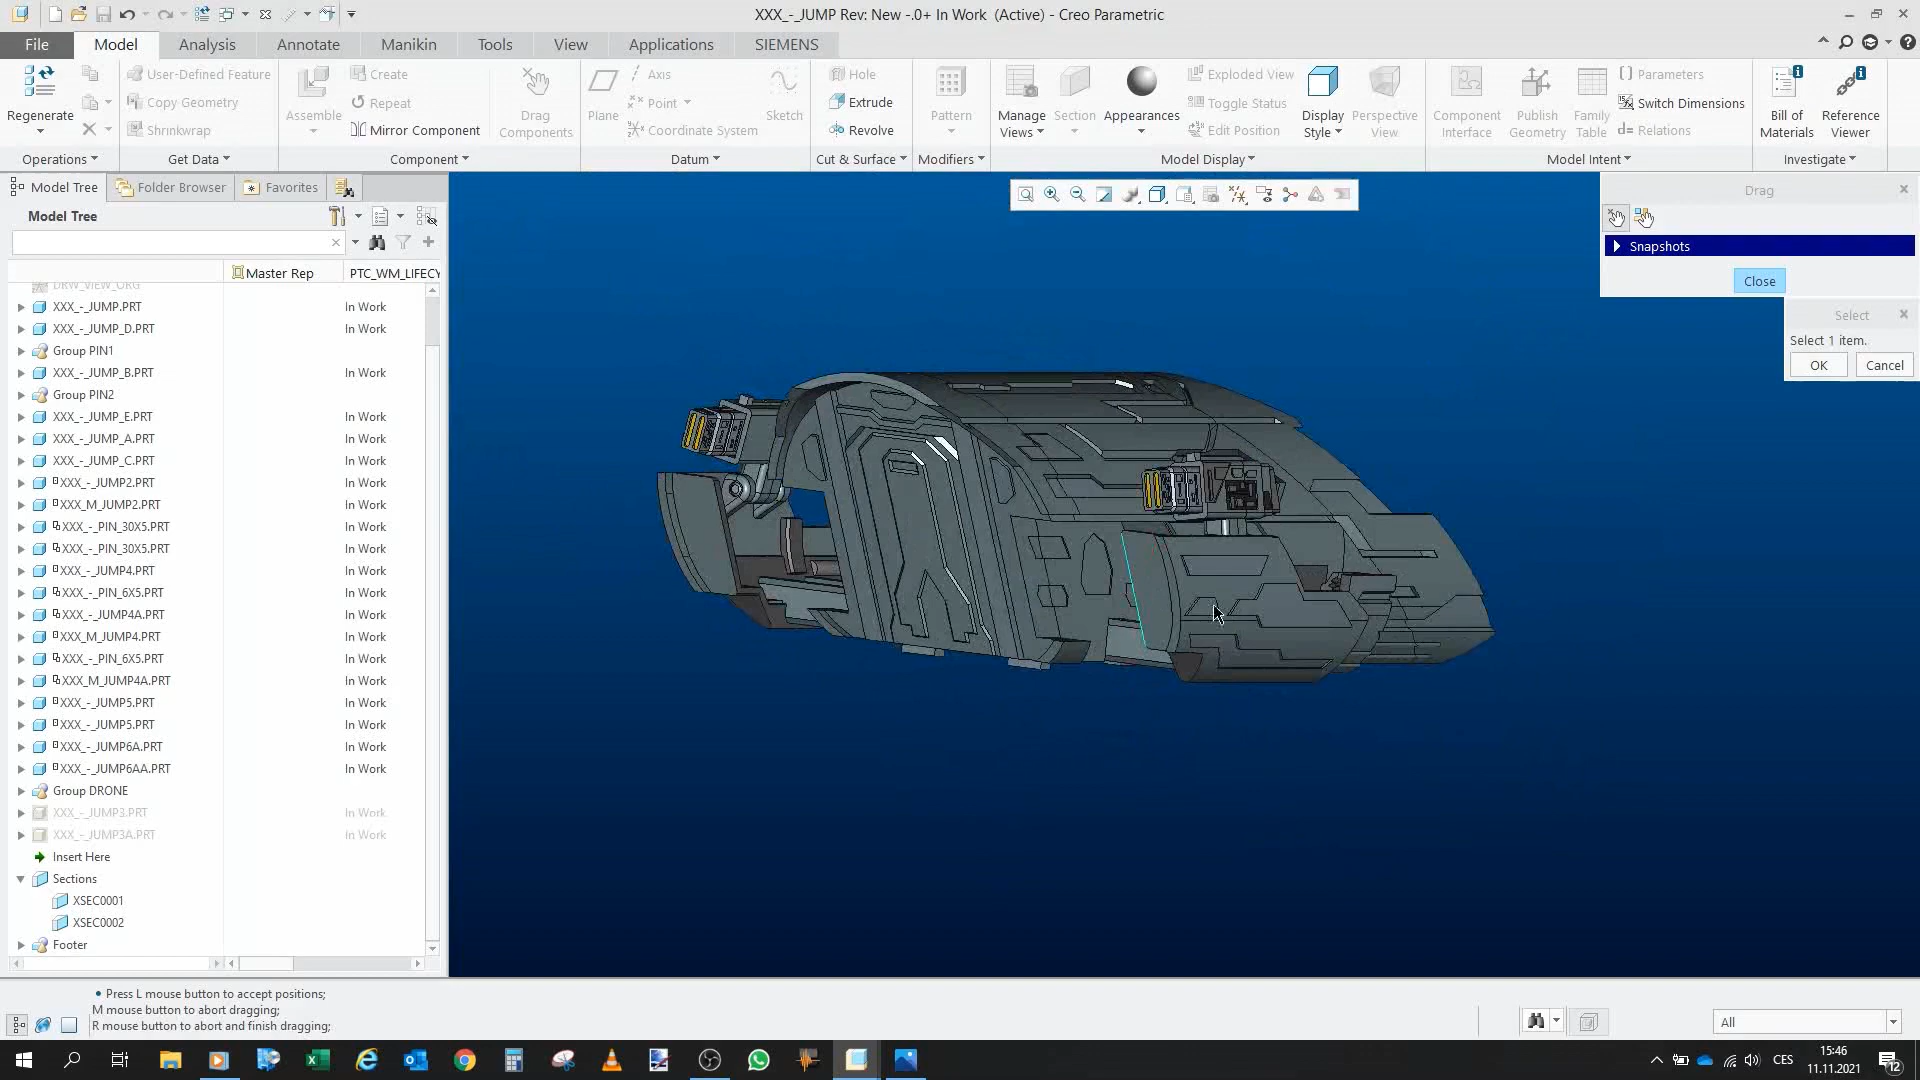 XXX_-_JUMP Rev: New -.0+ In Work (Active) - Creo Parametric
File Model Analysis Annotate Manikin Tools View Applications SIEMENS
User-Defined Feature
Copy Geometry
Shrinkwrap
Regenerate
Assemble
Create
Repeat
Mirror Component
Drag Components
Plane
Axis
Point
Coordinate System
Sketch
Hole
Extrude
Revolve
Pattern
Manage Views
Section
Appearances
Exploded View
Toggle Status
Edit Position
Display Style
Perspective View
Component Interface
Publish Geometry
Family Table
Parameters
Switch Dimensions
Relations
Bill of Materials
Reference Viewer
Operations Get Data Component Datum Cut & Surface Modifiers Model Display Model Intent Investigate
Model Tree Folder Browser Favorites
Model Tree
Master Rep PTC_WM_LIFECY
DRW_VIEW_ORG
XXX_-_JUMP.PRT In Work
XXX_-_JUMP_D.PRT In Work
Group PIN1
XXX_-_JUMP_B.PRT In Work
Group PIN2
XXX_-_JUMP_E.PRT In Work
XXX_-_JUMP_A.PRT In Work
XXX_-_JUMP_C.PRT In Work
XXX_-_JUMP2.PRT In Work
XXX_M_JUMP2.PRT In Work
XXX_-_PIN_30X5.PRT In Work
XXX_-_PIN_30X5.PRT In Work
XXX_-_JUMP4.PRT In Work
XXX_-_PIN_6X5.PRT In Work
XXX_-_JUMP4A.PRT In Work
XXX_M_JUMP4.PRT In Work
XXX_-_PIN_6X5.PRT In Work
XXX_M_JUMP4A.PRT In Work
XXX_-_JUMP5.PRT In Work
XXX_-_JUMP5.PRT In Work
XXX_-_JUMP6A.PRT In Work
XXX_-_JUMP6AA.PRT In Work
Group DRONE
XXX_-_JUMP3.PRT In Work
XXX_-_JUMP3A.PRT In Work
Insert Here
Sections
XSEC0001
XSEC0002
Footer
Drag
Snapshots
Close
Select
Select 1 item.
OK Cancel
• Press L mouse button to accept positions;
M mouse button to abort dragging;
R mouse button to abort and finish dragging;
All
CES
15:46
11.11.2021
12